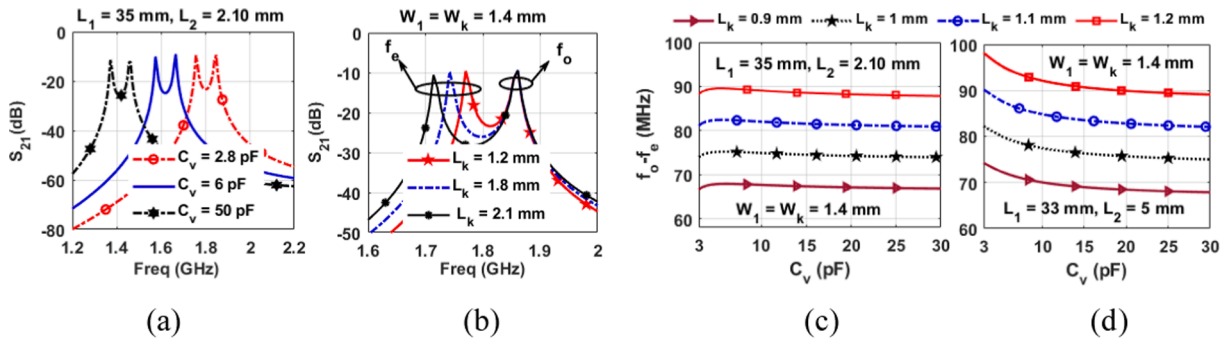 L1 = 35 mm, L2 = 2.10 mm
0
-20
-40
-60
-80
S21(dB)
Cv = 2.8 pF
Cv = 6 pF
Cv = 50 pF
1.2 1.4 1.6 1.8 2 2.2
Freq (GHz)
(a)
W1 = Wk = 1.4 mm
0
-10
-20
-30
-40
-50
S21(dB)
fe
fo
Lk = 1.2 mm
Lk = 1.8 mm
Lk = 2.1 mm
1.6 1.7 1.8 1.9 2
Freq (GHz)
(b)
Lk = 0.9 mm Lk = 1 mm Lk = 1.1 mm Lk = 1.2 mm
100
90
80
70
60
fo-fe (MHz)
L1 = 35 mm, L2 = 2.10 mm
W1 = Wk = 1.4 mm
3 10 15 20 25 30
Cv (pF)
(c)
100
90
80
70
60
W1 = Wk = 1.4 mm
L1 = 33 mm, L2 = 5 mm
3 10 15 20 25 30
Cv (pF)
(d)